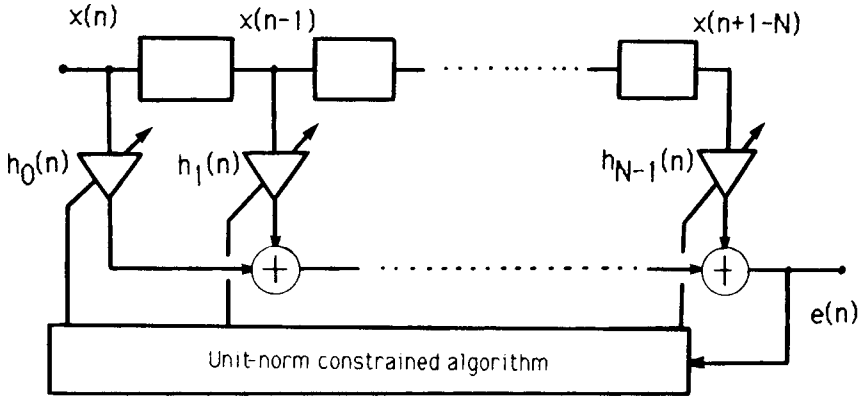 x(n) x(n-1) x(n+1-N)
h0(n) h1(n) hN-1(n)
+ +
e(n)
Unit-norm constrained algorithm